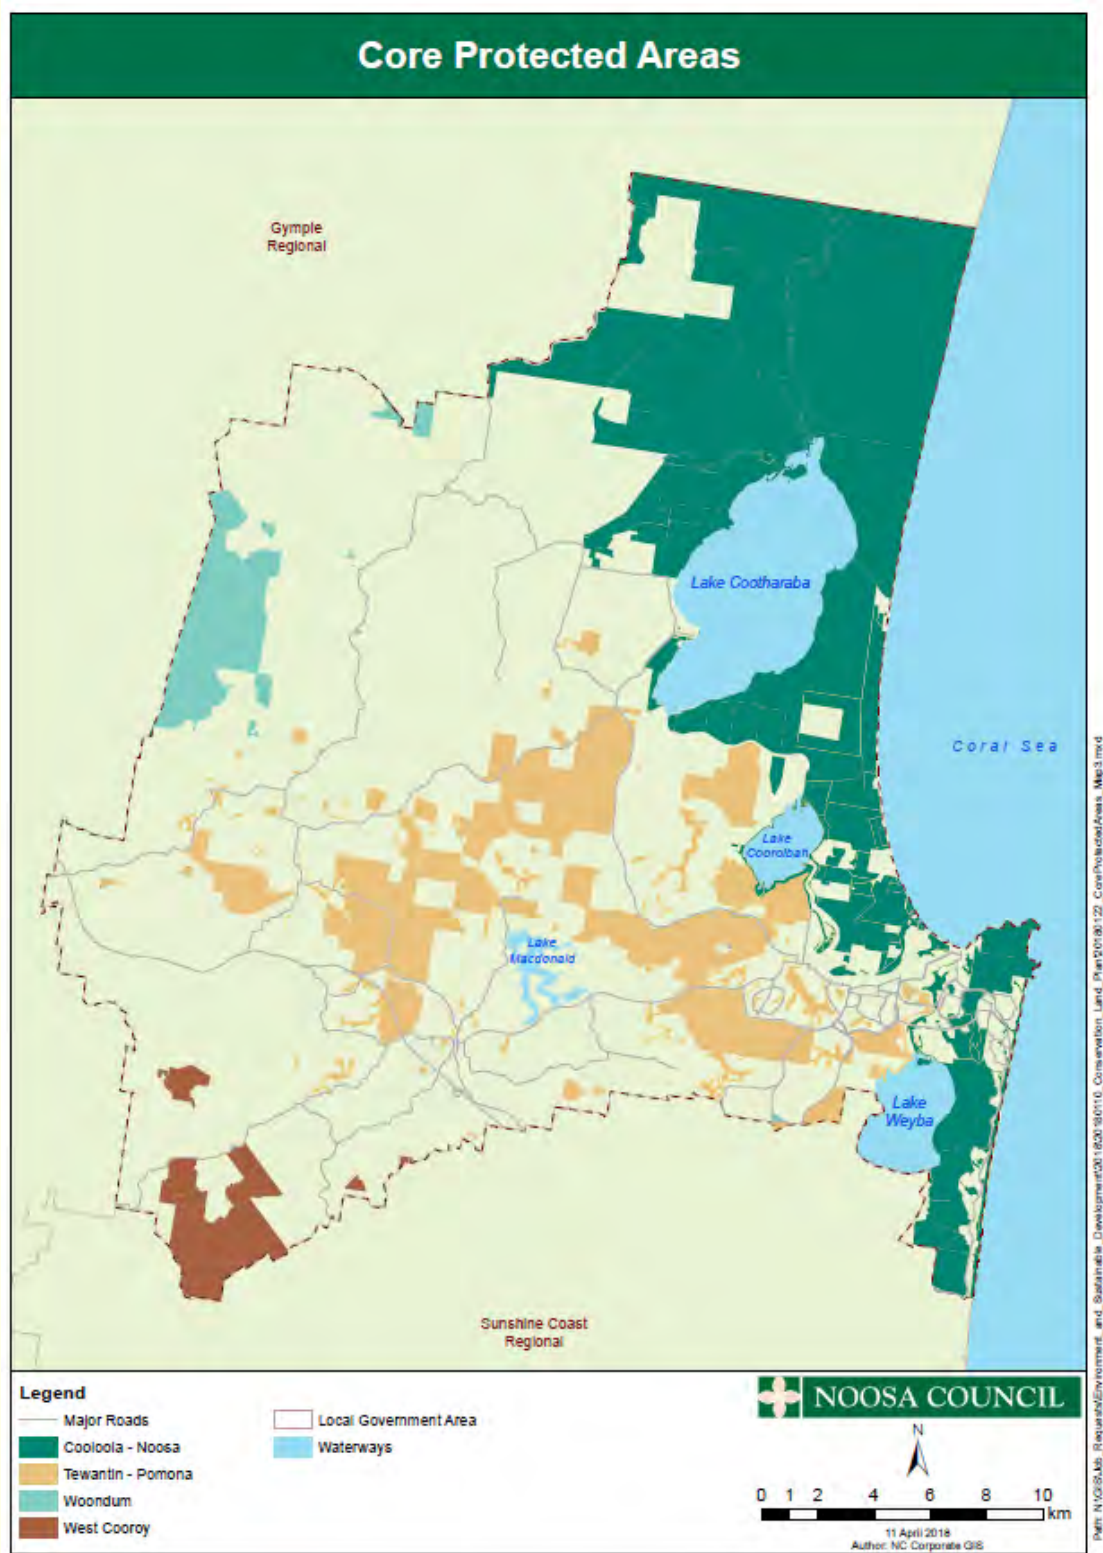 Core Protected Areas
Gympie
Regional
Lake Cootharaba
Coral Sea
Lake
Cooroibah
Lake
Macdonald
Lake
Weyba
Sunshine Coast
Regional
Legend
Major Roads
Cooloola - Noosa
Tewantin - Pomona
Woondum
West Cooroy
Local Government Area
Waterways
NOOSA COUNCIL
N
0 1 2 4 6 8 10
km
11 April 2018
Author: NC Corporate GIS